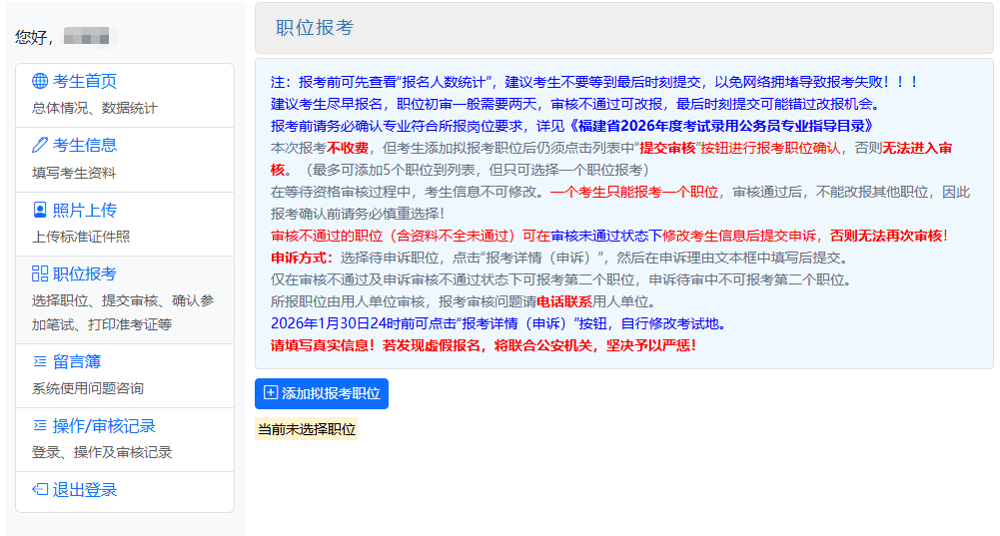 您好，
考生首页
总体情况、数据统计
考生信息
填写考生资料
照片上传
上传标准证件照
职位报考
选择职位、提交审核、确认参
加笔试、打印准考证等
留言簿
系统使用问题咨询
操作/审核记录
登录、操作及审核记录
退出登录
职位报考
注：报考前可先查看“报名人数统计”，建议考生不要等到最后时刻提交，以免网络拥堵导致报考失败！！！
建议考生尽早报名，职位初审一般需要两天，审核不通过可改报，最后时刻提交可能错过改报机会。
报考前请务必确认专业符合所报岗位要求，详见《福建省2026年度考试录用公务员专业指导目录》
本次报考不收费，但考生添加拟报考职位后仍须点击列表中“提交审核”按钮进行报考职位确认，否则无法进入审
核。（最多可添加5个职位到列表，但只可选择一个职位报考）
在等待资格审核过程中，考生信息不可修改。一个考生只能报考一个职位，审核通过后，不能改报其他职位，因此
报考确认前请务必慎重选择！
审核不通过的职位（含资料不全未通过）可在审核未通过状态下修改考生信息后提交申诉，否则无法再次审核！
申诉方式：选择待申诉职位，点击“报考详情（申诉）”，然后在申诉理由文本框中填写后提交。
仅在审核不通过及申诉审核不通过状态下可报考第二个职位，申诉待审中不可报考第二个职位。
所报职位由用人单位审核，报考审核问题请电话联系用人单位。
2026年1月30日24时前可点击“报考详情（申诉）”按钮，自行修改考试地。
请填写真实信息！若发现虚假报名，将联合公安机关，坚决予以严惩！
添加拟报考职位
当前未选择职位